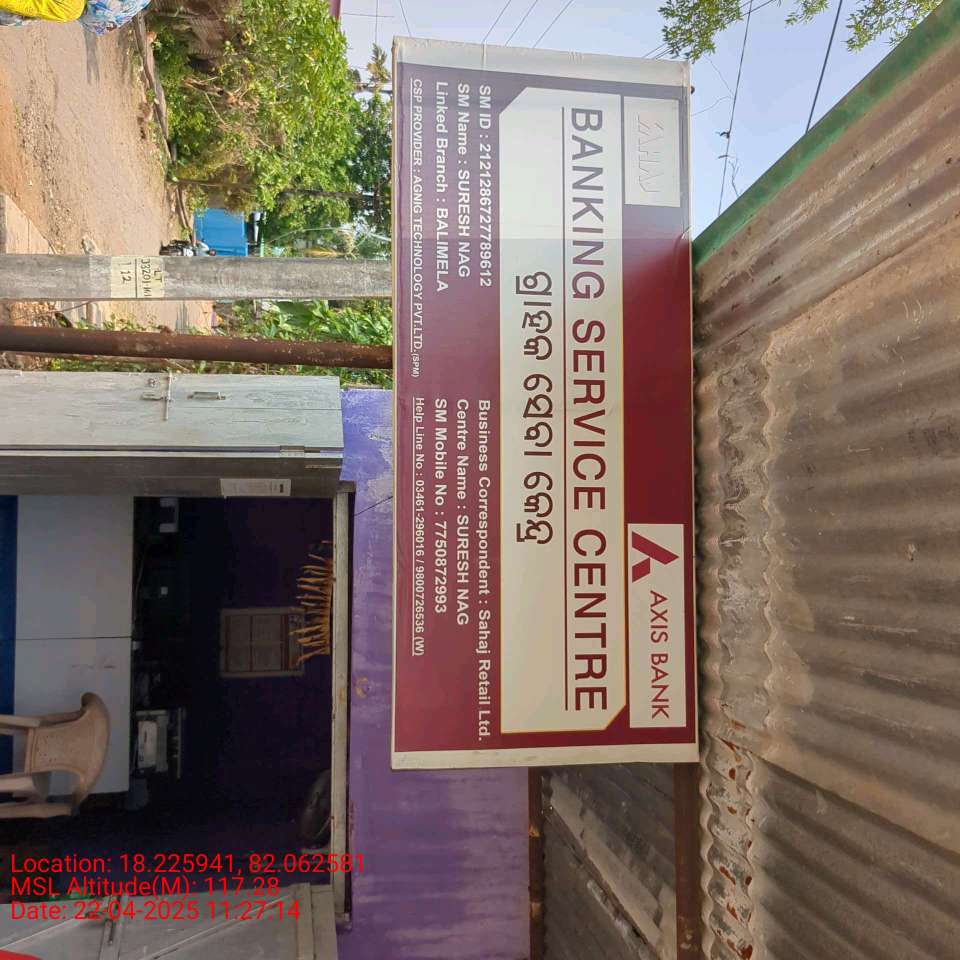 SAHAJ
AXIS BANK
BANKING SERVICE CENTRE
SM ID : 2121286727789612
SM Name : SURESH NAG
Linked Branch : BALIMELA
CSP PROVIDER : AGNIG TECHNOLOGY PVT.LTD.(SPM)
Business Correspondent : Sahaj Retail Ltd.
Centre Name : SURESH NAG
SM Mobile No : 7750872993
Help Line No : 03461-296016 / 9800726536 (W)
12
Location: 18.225941, 82.062581
MSL Altitude(M): 117.28
Date: 22-04-2025 11:27:14